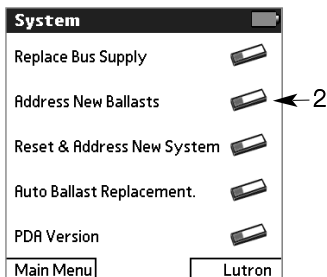 System
Replace Bus Supply
Address New Ballasts
2
Reset & Address New System
Auto Ballast Replacement.
PDA Version
Main Menu
Lutron